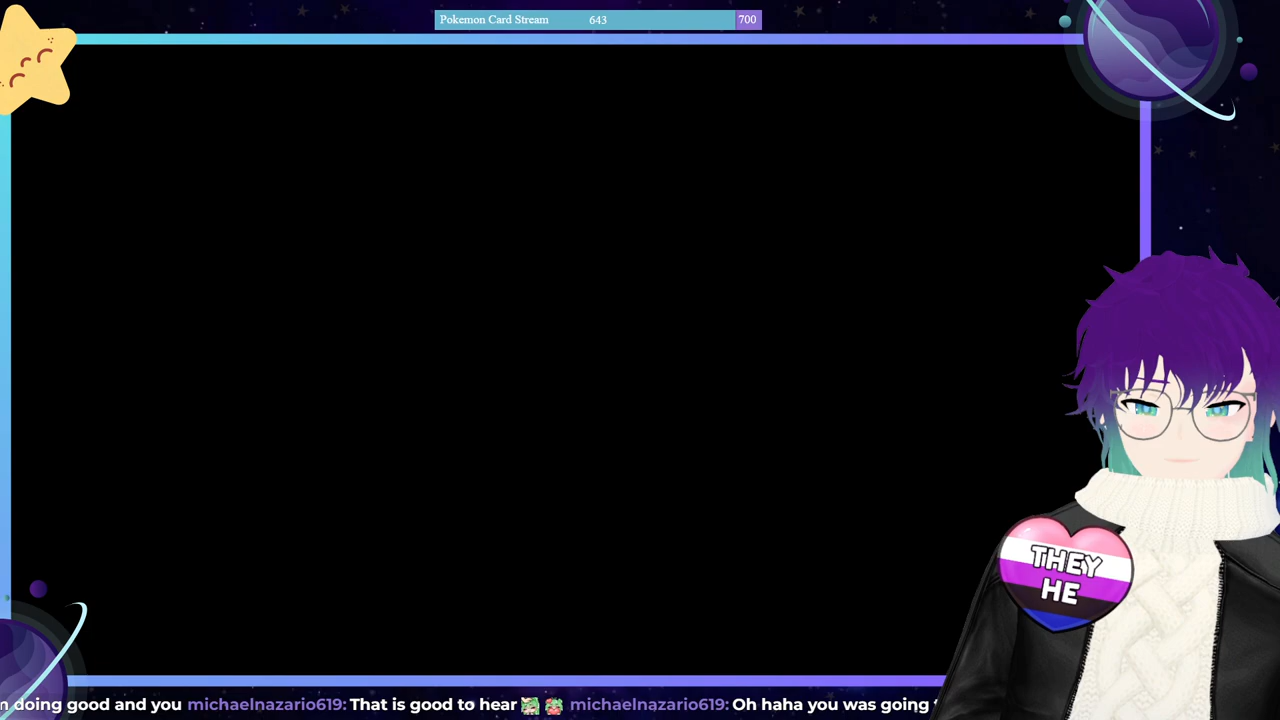 Pokemon Card Stream 643 700
THEY
HE
doing good and you michaelnazario619: That is good to hear michaelnazario619: Oh haha you was going